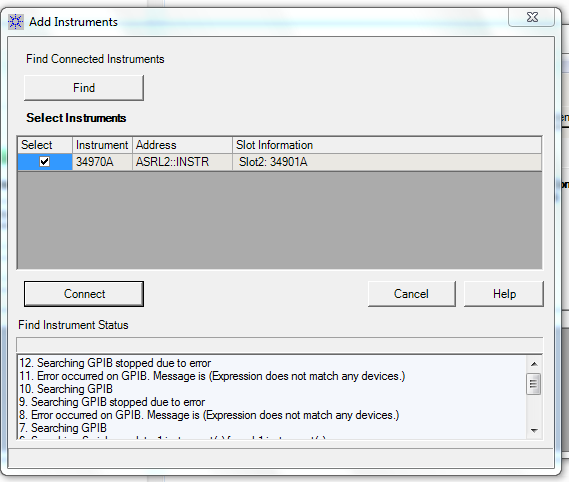 Add Instruments
Find Connected Instruments
Find
Select Instruments
Select Instrument Address Slot Information
34970A ASRL2::INSTR Slot2: 34901A
Connect Cancel Help
Find Instrument Status
12. Searching GPIB stopped due to error
11. Error occurred on GPIB. Message is (Expression does not match any devices.)
10. Searching GPIB
9. Searching GPIB stopped due to error
8. Error occurred on GPIB. Message is (Expression does not match any devices.)
7. Searching GPIB